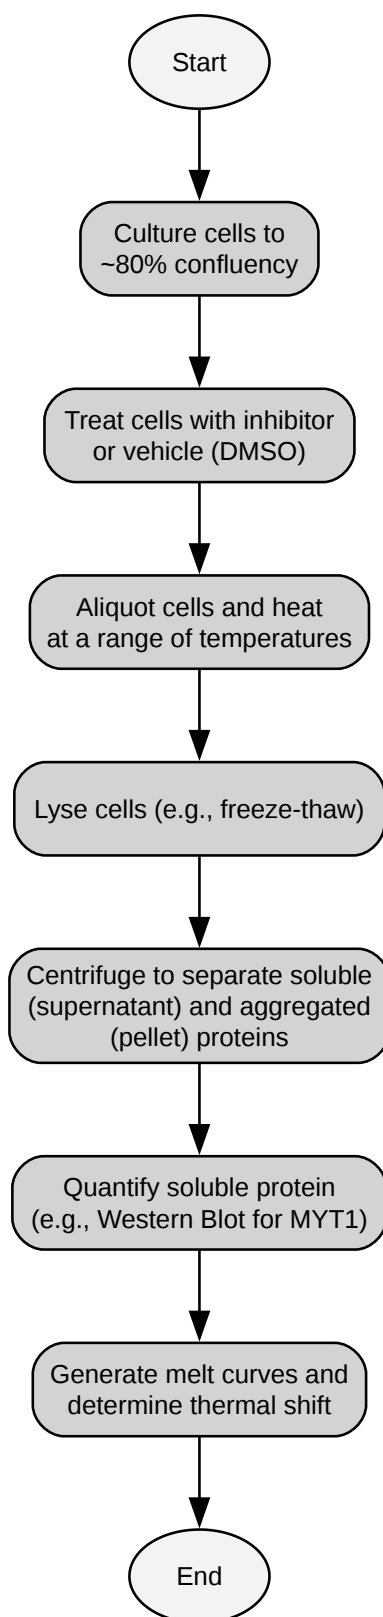 Start
Culture cells to
~80% confluency
Treat cells with inhibitor
or vehicle (DMSO)
Aliquot cells and heat
at a range of temperatures
Lyse cells (e.g., freeze-thaw)
Centrifuge to separate soluble
(supernatant) and aggregated
(pellet) proteins
Quantify soluble protein
(e.g., Western Blot for MYT1)
Generate melt curves and
determine thermal shift
End